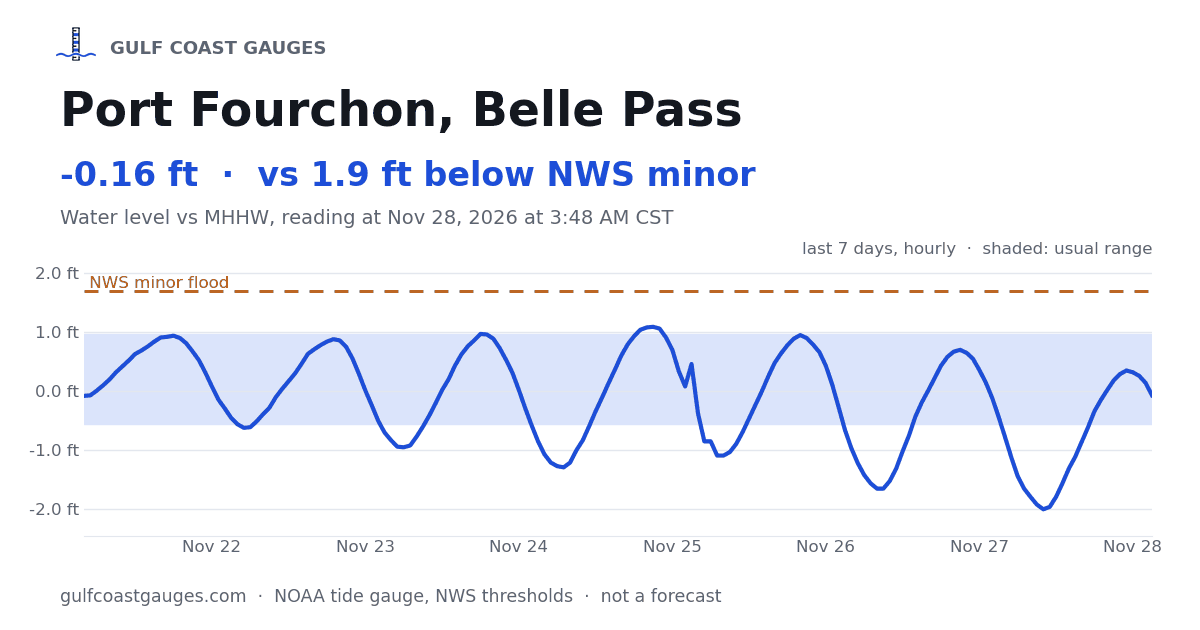 GULF COAST GAUGES
Port Fourchon, Belle Pass
-0.16 ft · vs 1.9 ft below NWS minor
Water level vs MHHW, reading at Nov 28, 2026 at 3:48 AM CST
last 7 days, hourly · shaded: usual range
2.0 ft
NWS minor flood
1.0 ft
0.0 ft
-1.0 ft
-2.0 ft
Nov 22 Nov 23 Nov 24 Nov 25 Nov 26 Nov 27 Nov 28
gulfcoastgauges.com · NOAA tide gauge, NWS thresholds · not a forecast